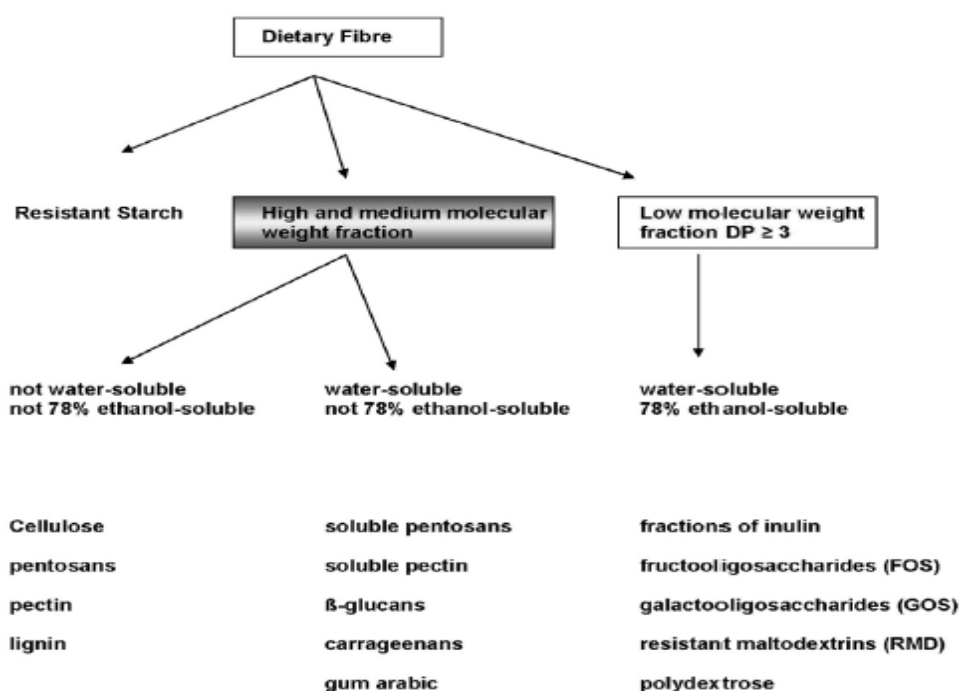 Dietary Fibre
Resistant Starch
High and medium molecular
weight fraction
Low molecular weight
fraction DP ≥ 3
not water-soluble
not 78% ethanol-soluble
water-soluble
not 78% ethanol-soluble
water-soluble
78% ethanol-soluble
Cellulose
pentosans
pectin
lignin
soluble pentosans
soluble pectin
ß-glucans
carrageenans
gum arabic
fractions of inulin
fructooligosaccharides (FOS)
galactooligosaccharides (GOS)
resistant maltodextrins (RMD)
polydextrose